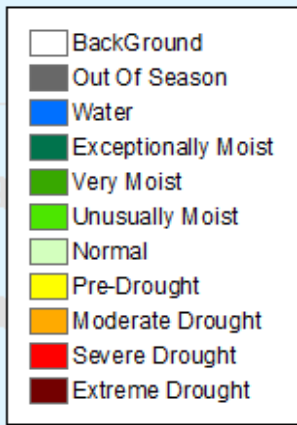 BackGround
Out Of Season
Water
Exceptionally Moist
Very Moist
Unusually Moist
Normal
Pre-Drought
Moderate Drought
Severe Drought
Extreme Drought